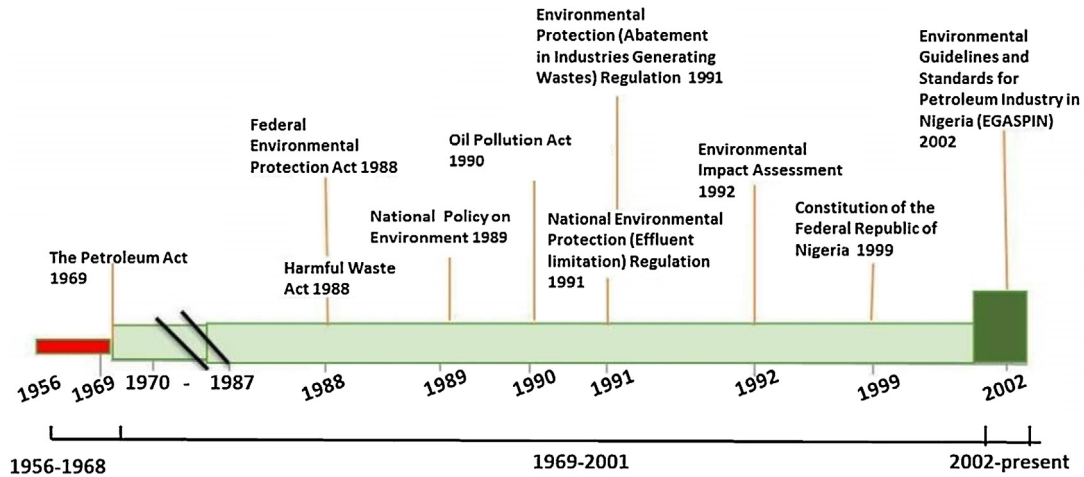 Environmental
Protection (Abatement
in Industries Generating
Wastes) Regulation 1991
Environmental
Guidelines and
Standards for
Petroleum Industry in
Nigeria (EGASPIN)
2002
Federal
Environmental
Protection Act 1988
Oil Pollution Act
1990
Environmental
Impact Assessment
1992
National Policy on
Environment 1989
National Environmental
Protection (Effluent
limitation) Regulation
1991
Constitution of the
Federal Republic of
Nigeria 1999
The Petroleum Act
1969
Harmful Waste
Act 1988
1956 1969 1970 - 1987 1988 1989 1990 1991 1992 1999 2002
1956-1968 1969-2001 2002-present